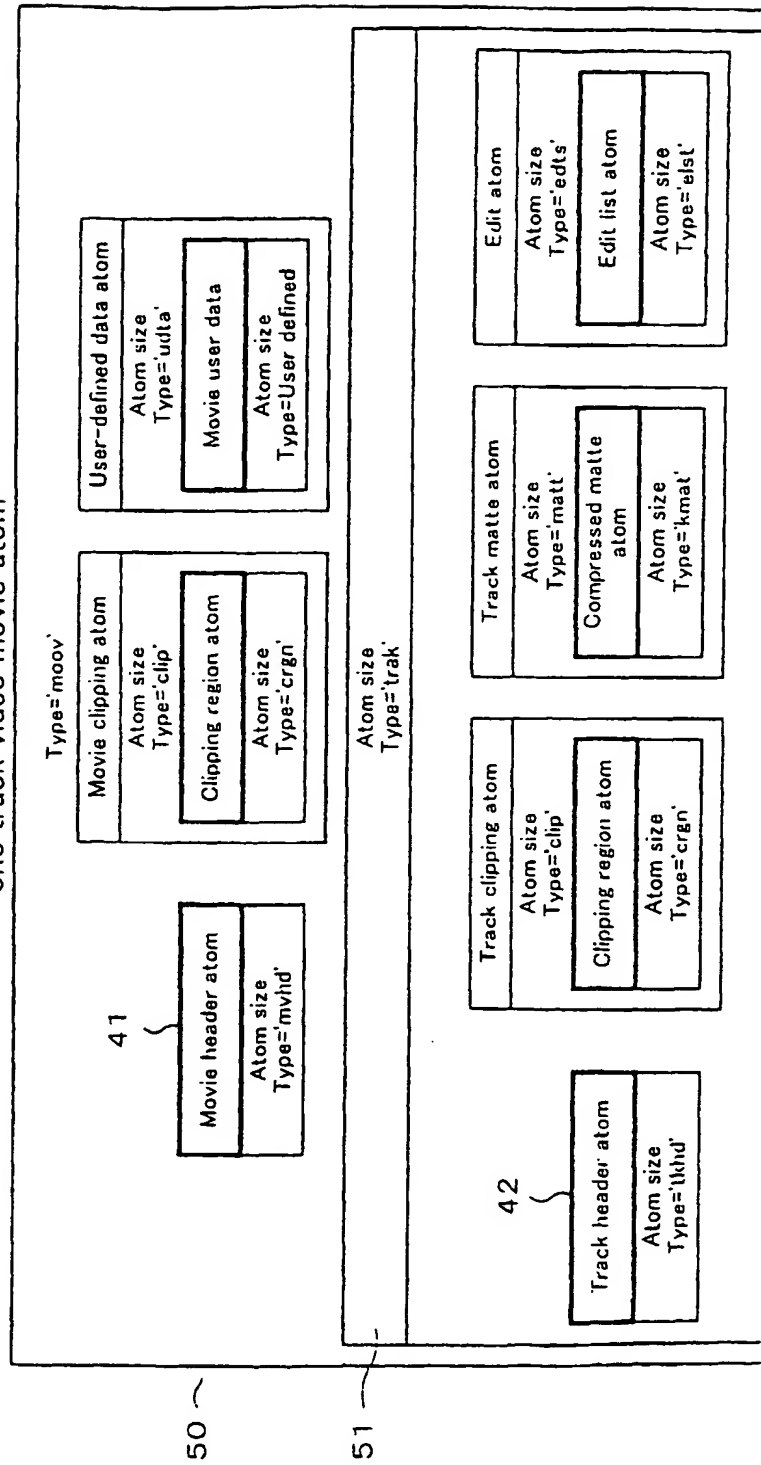 one track video movie atom
Type='moov'
50
41
Movie header atom
Atom size
Type='mvhd'
Movie clipping atom
Atom size
Type='clip'
Clipping region atom
Atom size
Type='crgn'
User-defined data atom
Atom size
Type='udta'
Movie user data
Atom size
Type=User defined
51
Atom size
Type='trak'
42
Track header atom
Atom size
Type='tkhd'
Track clipping atom
Atom size
Type='clip'
Clipping region atom
Atom size
Type='crgn'
Track matte atom
Atom size
Type='matt'
Compressed matte
atom
Atom size
Type='kmat'
Edit atom
Atom size
Type='edts'
Edit list atom
Atom size
Type='elst'